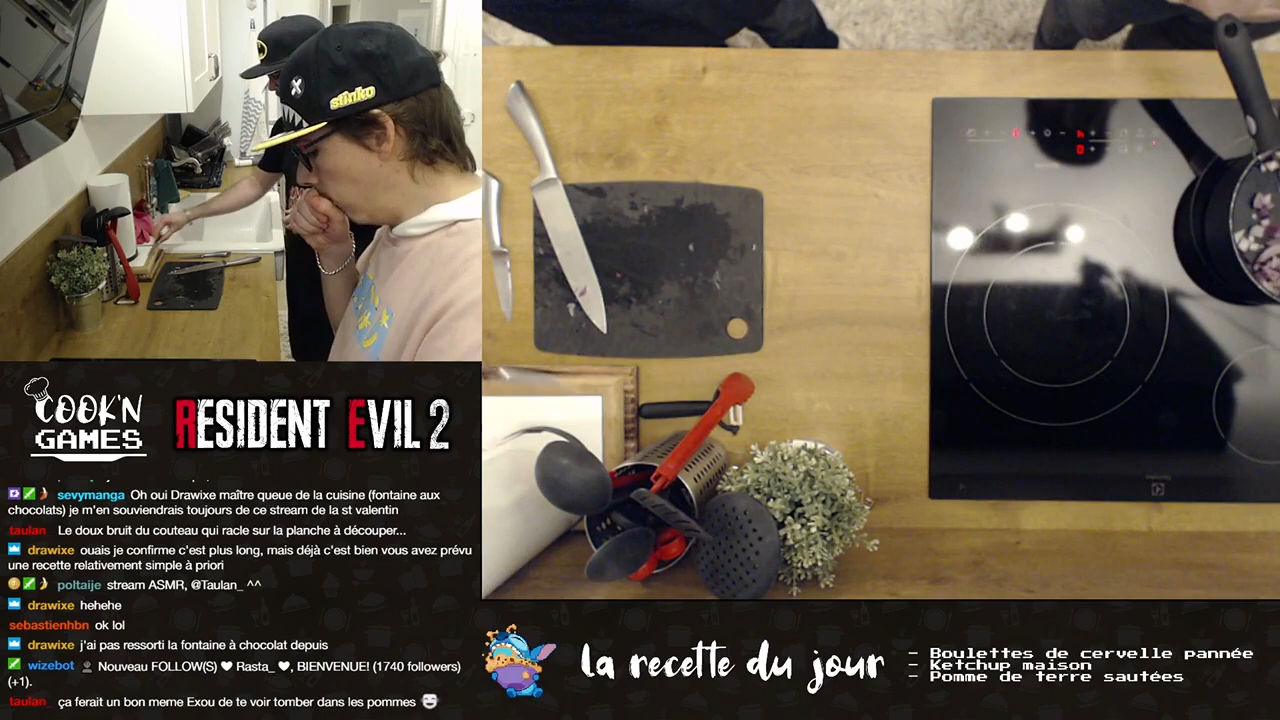 stinko
COOK'N
GAMES
RESIDENT EVIL 2
sevymanga Oh oui Drawixe maître queue de la cuisine (fontaine aux
chocolats) je m'en souviendrais toujours de ce stream de la st valentin
taulan_ Le doux bruit du couteau qui racle sur la planche à découper...
drawixe ouais je confirme c'est plus long, mais déjà c'est bien vous avez prévu
une recette relativement simple à priori
poltaije stream ASMR, @Taulan_ ^^
drawixe hehehe
sebastienhbn ok lol
drawixe j'ai pas ressorti la fontaine à chocolat depuis
wizebot Nouveau FOLLOW(S) ♥ Rasta_ ♥, BIENVENUE! (1740 followers)
(+1).
taulan_ ça ferait un bon meme Exou de te voir tomber dans les pommes
la recette du jour
- Boulettes de cervelle pannée
- Ketchup maison
- Pomme de terre sautées